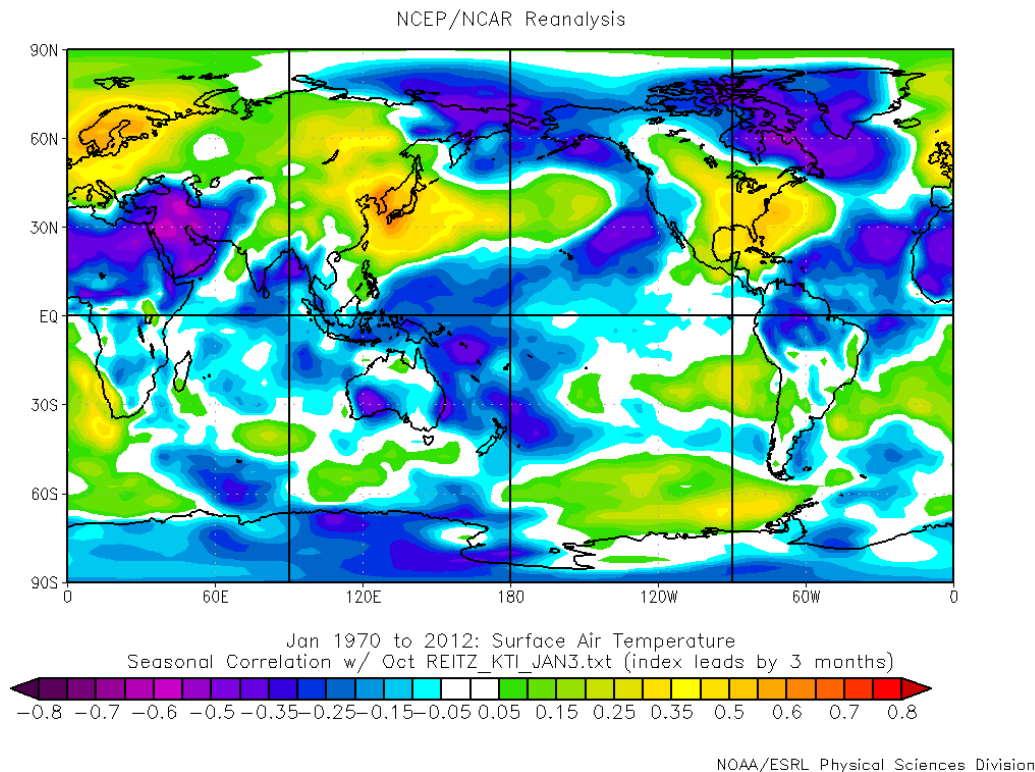 NCEP/NCAR Reanalysis
90N
60N
30N
EQ
30S
60S
90S
0 60E 120E 180 120W 60W 0
Jan 1970 to 2012: Surface Air Temperature
Seasonal Correlation w/ Oct REITZ_KTI_JAN3.txt (index leads by 3 months)
-0.8 -0.7 -0.6 -0.5 -0.35 -0.25 -0.15 -0.05 0.05 0.15 0.25 0.35 0.5 0.6 0.7 0.8
NOAA/ESRL Physical Sciences Division